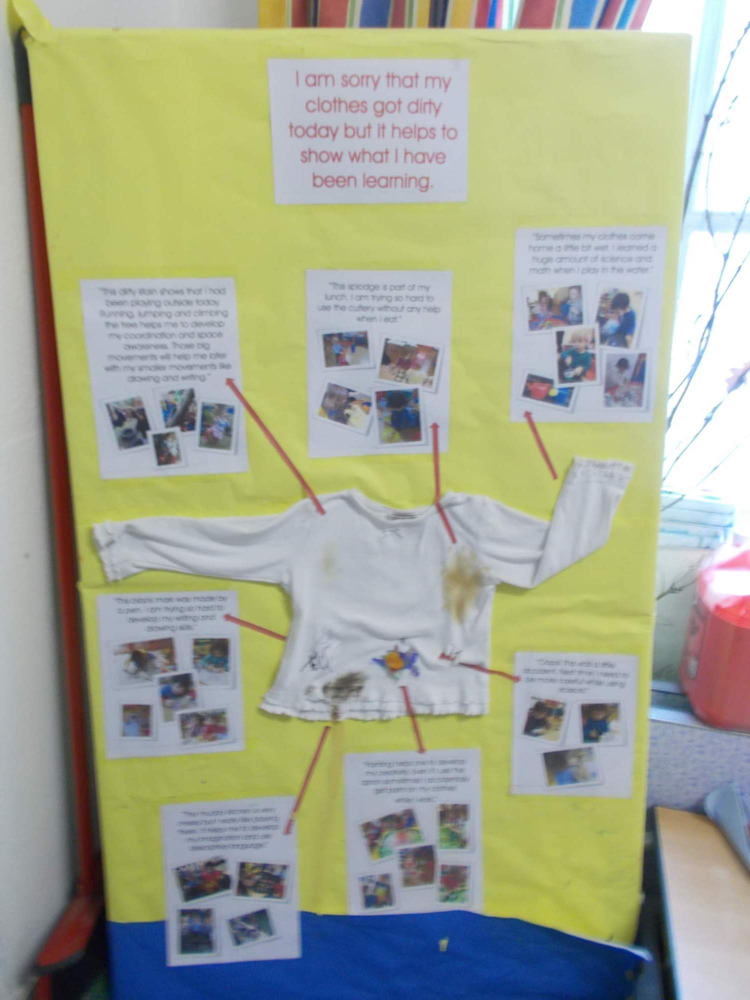 I am sorry that my
clothes got dirty
today but it helps to
show what I have
been learning.
"Sometimes my clothes come
home a little bit wet. I learned a
huge amount of science and
math when I play in the water."
"This dirty stain shows that I had
been playing outside today.
Running, jumping and climbing
the tree helps me to develop
my coordination and space
awareness. Those big
movements will help me later
with my smaller movements like
drawing and writing."
"This splodge is part of my
lunch. I am trying so hard to
use the cutlery without any help
when I eat."
"This black mark was made by
a pen. I am trying so hard to
develop my writing and
drawing skills."
"Oops! This was a little
accident. Next time I need to
be more careful while using
scissors."
"Painting helps me to develop
my creativity. Even if I use the
apron sometimes I accidentally
get paint on my clothes
while I work."
"The muddy kitchen is very
messy but I really like playing
there. It helps me to develop
my imagination and use
descriptive language."